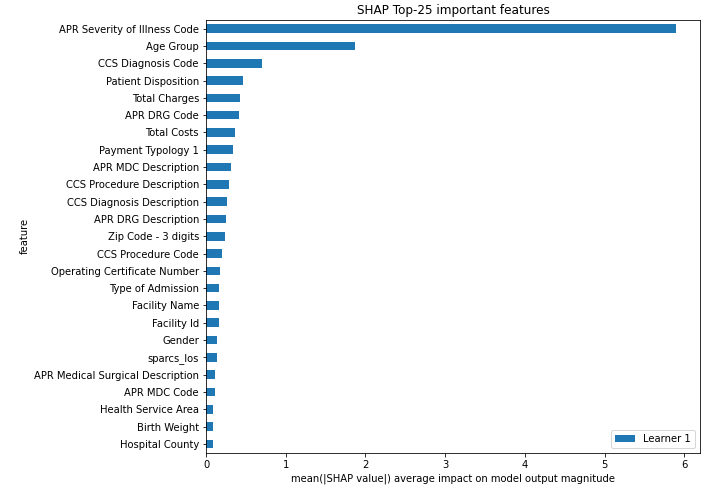 SHAP Top-25 important features
APR Severity of Illness Code
Age Group
CCS Diagnosis Code
Patient Disposition
Total Charges
APR DRG Code
Total Costs
Payment Typology 1
APR MDC Description
CCS Procedure Description
CCS Diagnosis Description
APR DRG Description
Zip Code - 3 digits
CCS Procedure Code
Operating Certificate Number
Type of Admission
Facility Name
Facility Id
Gender
sparcs_los
APR Medical Surgical Description
APR MDC Code
Health Service Area
Birth Weight
Hospital County
feature
Learner 1
0 1 2 3 4 5 6
mean(|SHAP value|) average impact on model output magnitude